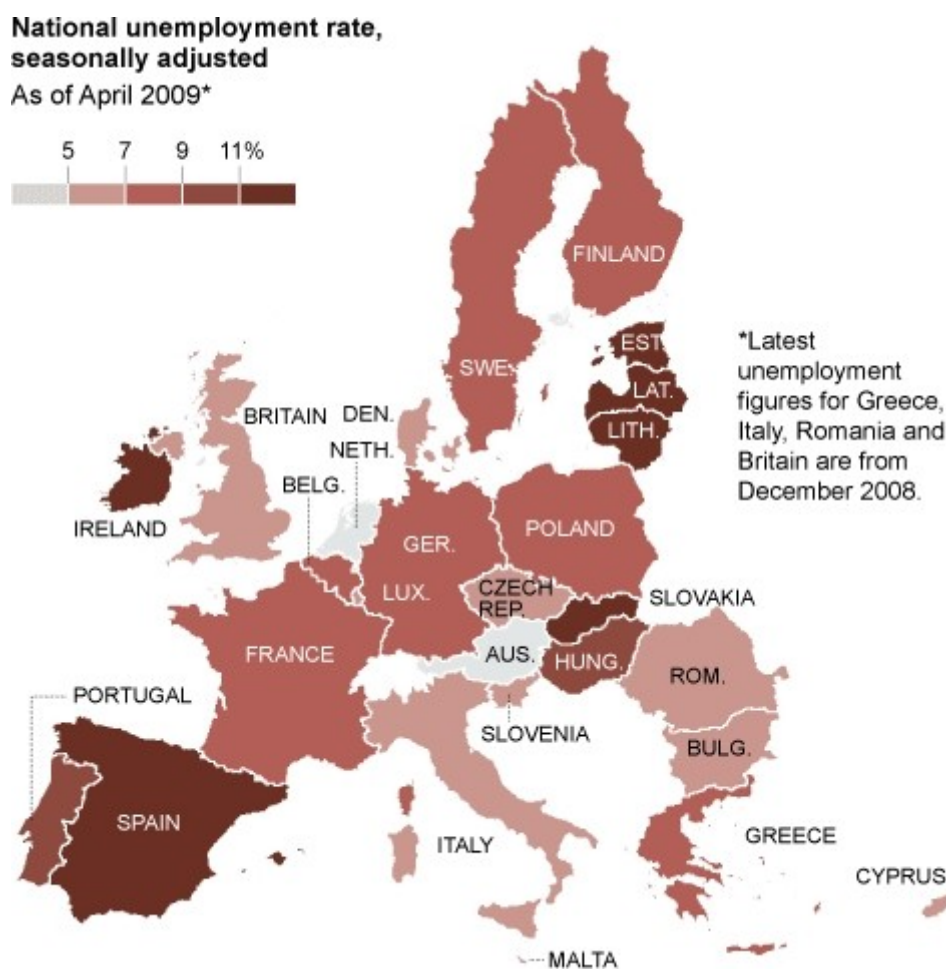 National unemployment rate,
seasonally adjusted
As of April 2009*
5 7 9 11%
FINLAND
EST.
*Latest
unemployment
figures for Greece,
Italy, Romania and
Britain are from
December 2008.
SWE.
LAT.
LITH.
BRITAIN
DEN.
NETH.
BELG.
IRELAND
GER.
POLAND
LUX.
CZECH
REP.
SLOVAKIA
FRANCE
AUS.
HUNG.
ROM.
PORTUGAL
SLOVENIA
BULG.
SPAIN
ITALY
GREECE
CYPRUS
MALTA